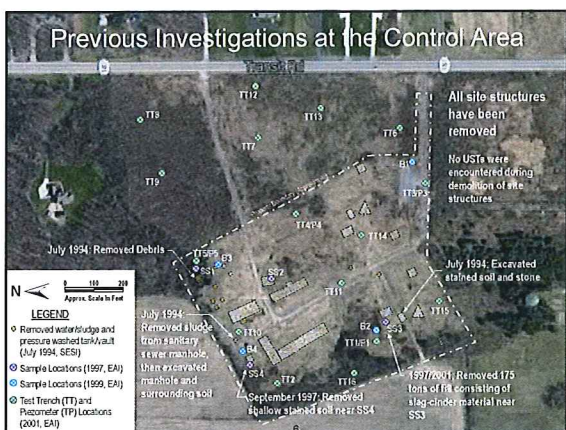 Previous Investigations at the Control Area
Transit Rd
All site structures
have been
removed
No USTs were
encountered during
demolition of site
structures
TT12
TT13
TT8
TT7
TT6
B1
TT9
TT3/P3
TT4/P4
TT14
July 1994: Removed Debris
TT5/P5
B3
SS1
SS2
July 1994: Excavated
stained soil and stone
TT11
TT15
N
0 100 200
Approx. Scale In Feet
LEGEND
Removed water/sludge and
pressure washed tank/vault
(July 1994, SESI)
Sample Locations (1997, EAI)
Sample Locations (1999, EAI)
Test Trench (TT) and
Piezometer (TP) Locations
(2001, EAI)
July 1994:
Removed sludge
from sanitary
sewer manhole,
then excavated
manhole and
surrounding soil
TT10
B4
SS4
B2
SS3
TT1/P1
TT2
TT16
September 1997: Removed
shallow stained soil near SS4
1997/2001: Removed 175
tons of fill consisting of
slag-cinder material near
SS3